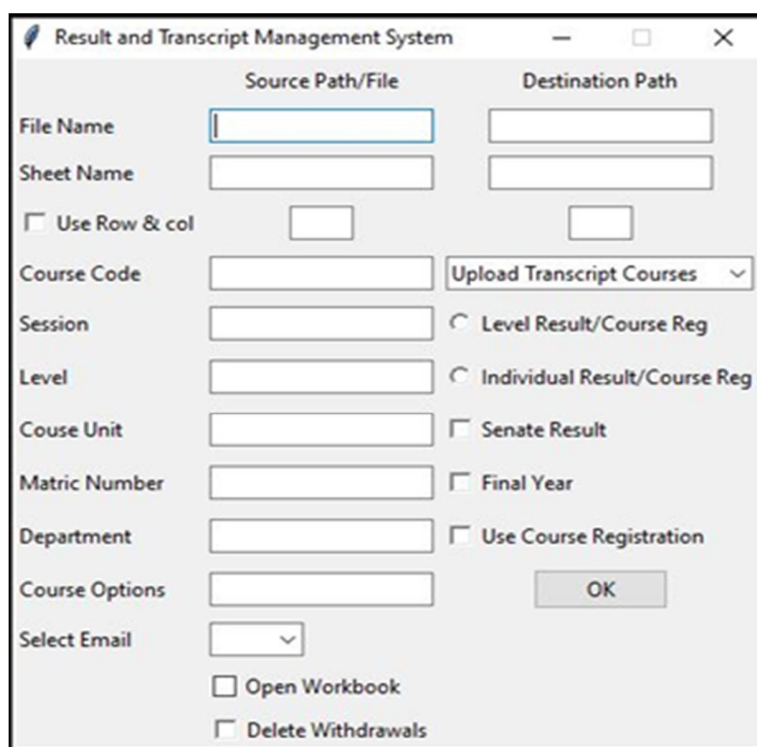 Result and Transcript Management System
Source Path/File Destination Path
File Name
Sheet Name
Use Row & col
Course Code Upload Transcript Courses
Session Level Result/Course Reg
Level Individual Result/Course Reg
Couse Unit Senate Result
Matric Number Final Year
Department Use Course Registration
Course Options OK
Select Email
Open Workbook
Delete Withdrawals